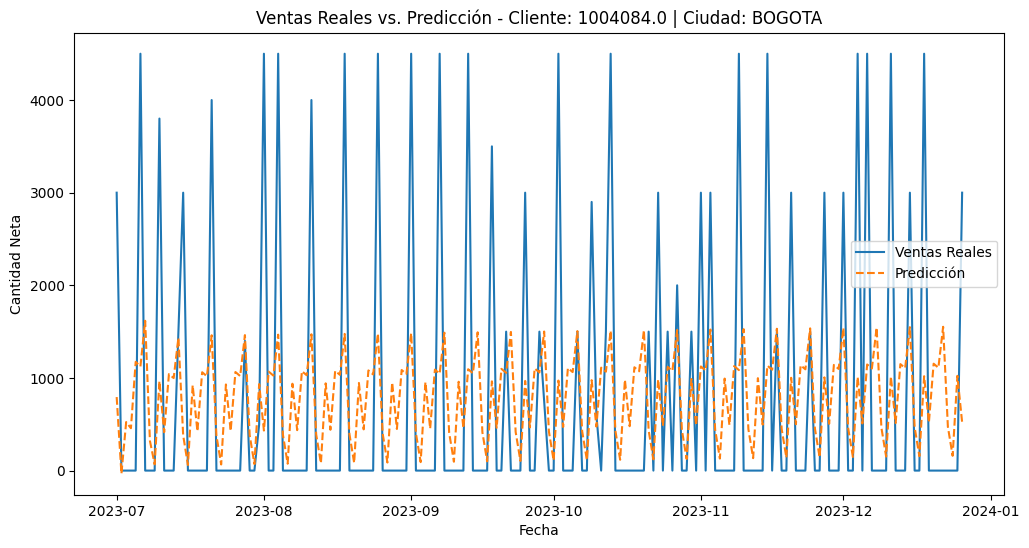 Ventas Reales vs. Predicción - Cliente: 1004084.0 | Ciudad: BOGOTA
Cantidad Neta
4000
3000
2000
1000
0
Ventas Reales
Predicción
2023-07
2023-08
2023-09
2023-10
2023-11
2023-12
2024-01
Fecha